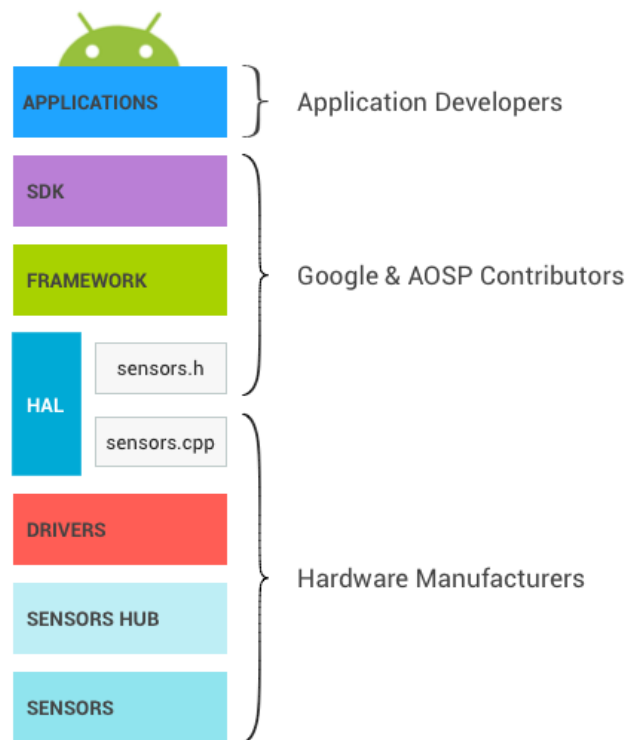 APPLICATIONS
Application Developers
SDK
FRAMEWORK
Google & AOSP Contributors
HAL
sensors.h
sensors.cpp
DRIVERS
SENSORS HUB
Hardware Manufacturers
SENSORS